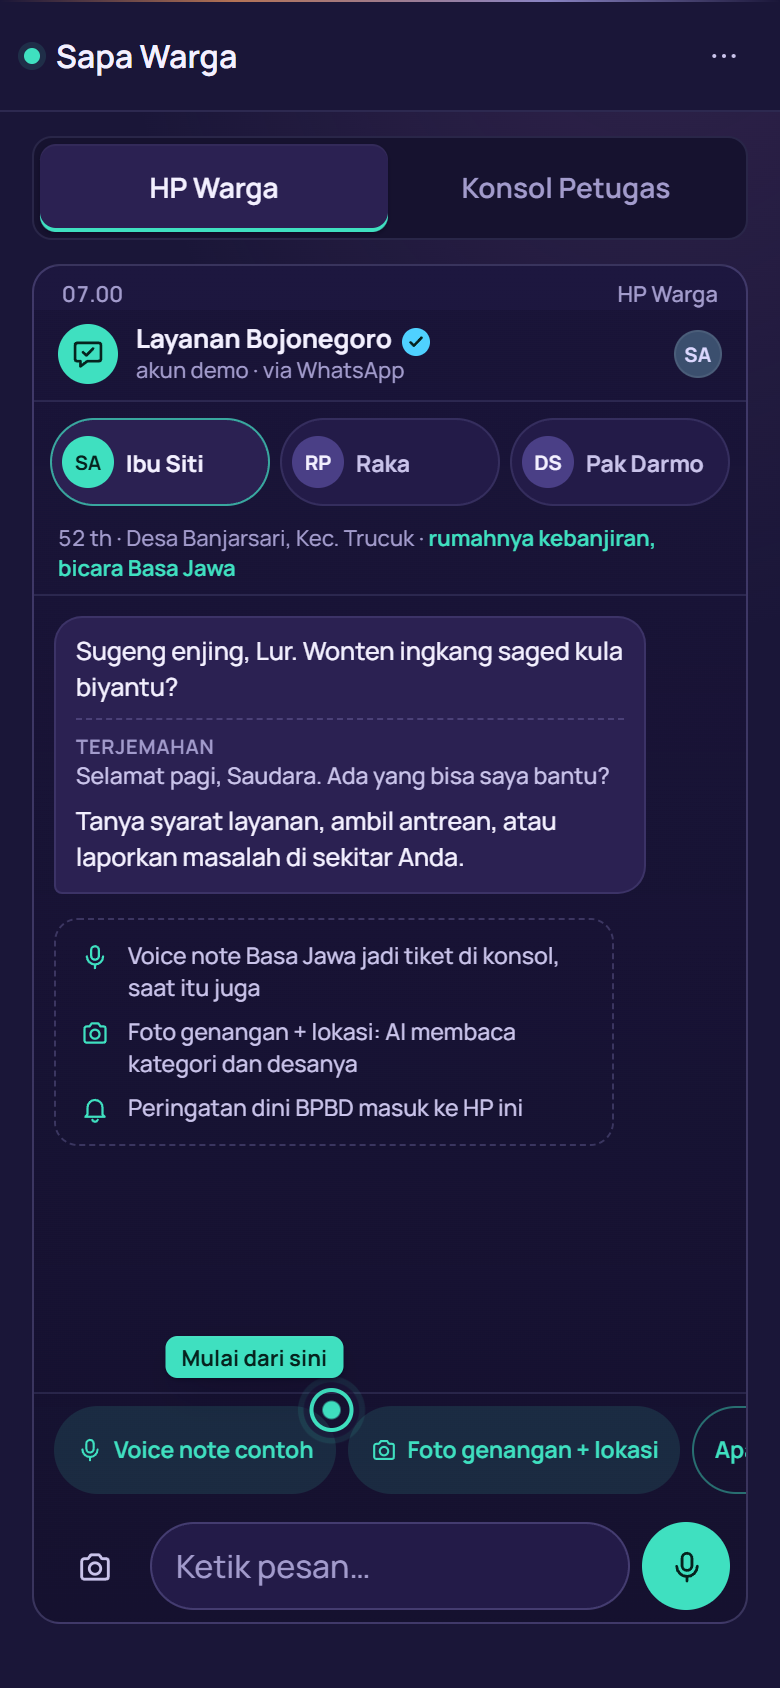 Sapa Warga
HP Warga
Konsol Petugas
07.00
HP Warga
Layanan Bojonegoro
akun demo · via WhatsApp
SA
SA
Ibu Siti
RP
Raka
DS
Pak Darmo
52 th · Desa Banjarsari, Kec. Trucuk · rumahnya kebanjiran,
bicara Basa Jawa
Sugeng enjing, Lur. Wonten ingkang saged kula
biyantu?
TERJEMAHAN
Selamat pagi, Saudara. Ada yang bisa saya bantu?
Tanya syarat layanan, ambil antrean, atau
laporkan masalah di sekitar Anda.
Voice note Basa Jawa jadi tiket di konsol,
saat itu juga
Foto genangan + lokasi: AI membaca
kategori dan desanya
Peringatan dini BPBD masuk ke HP ini
Mulai dari sini
Voice note contoh
Foto genangan + lokasi
Ketik pesan...